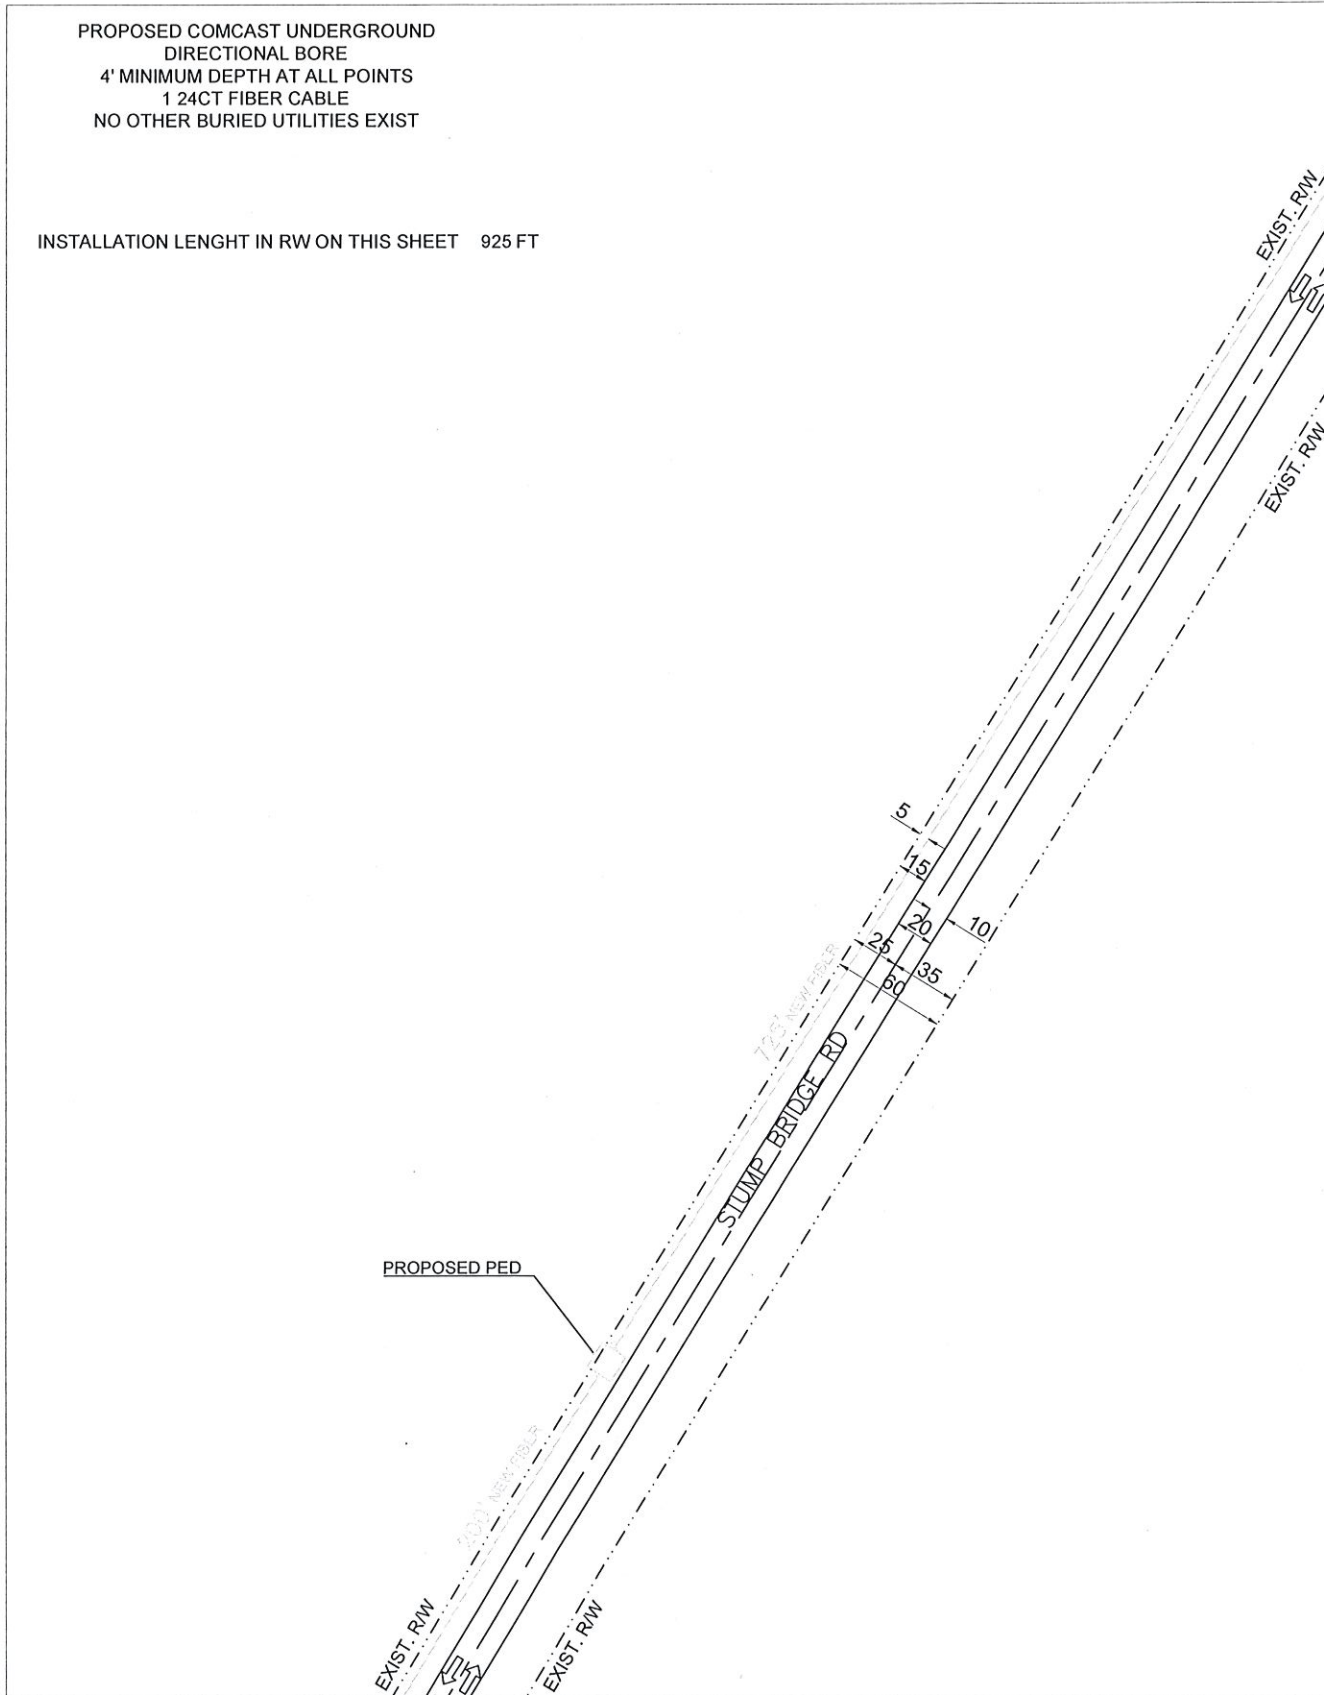 PROPOSED COMCAST UNDERGROUND
DIRECTIONAL BORE
4' MINIMUM DEPTH AT ALL POINTS
1 24CT FIBER CABLE
NO OTHER BURIED UTILITIES EXIST
INSTALLATION LENGHT IN RW ON THIS SHEET 925 FT
EXIST. R/W
EXIST. R/W
5
15
20
10
25
35
60
NEW
STUMP BRIDGE RD
PROPOSED PED
200' NEW
EXIST. R/W
EXIST. R/W